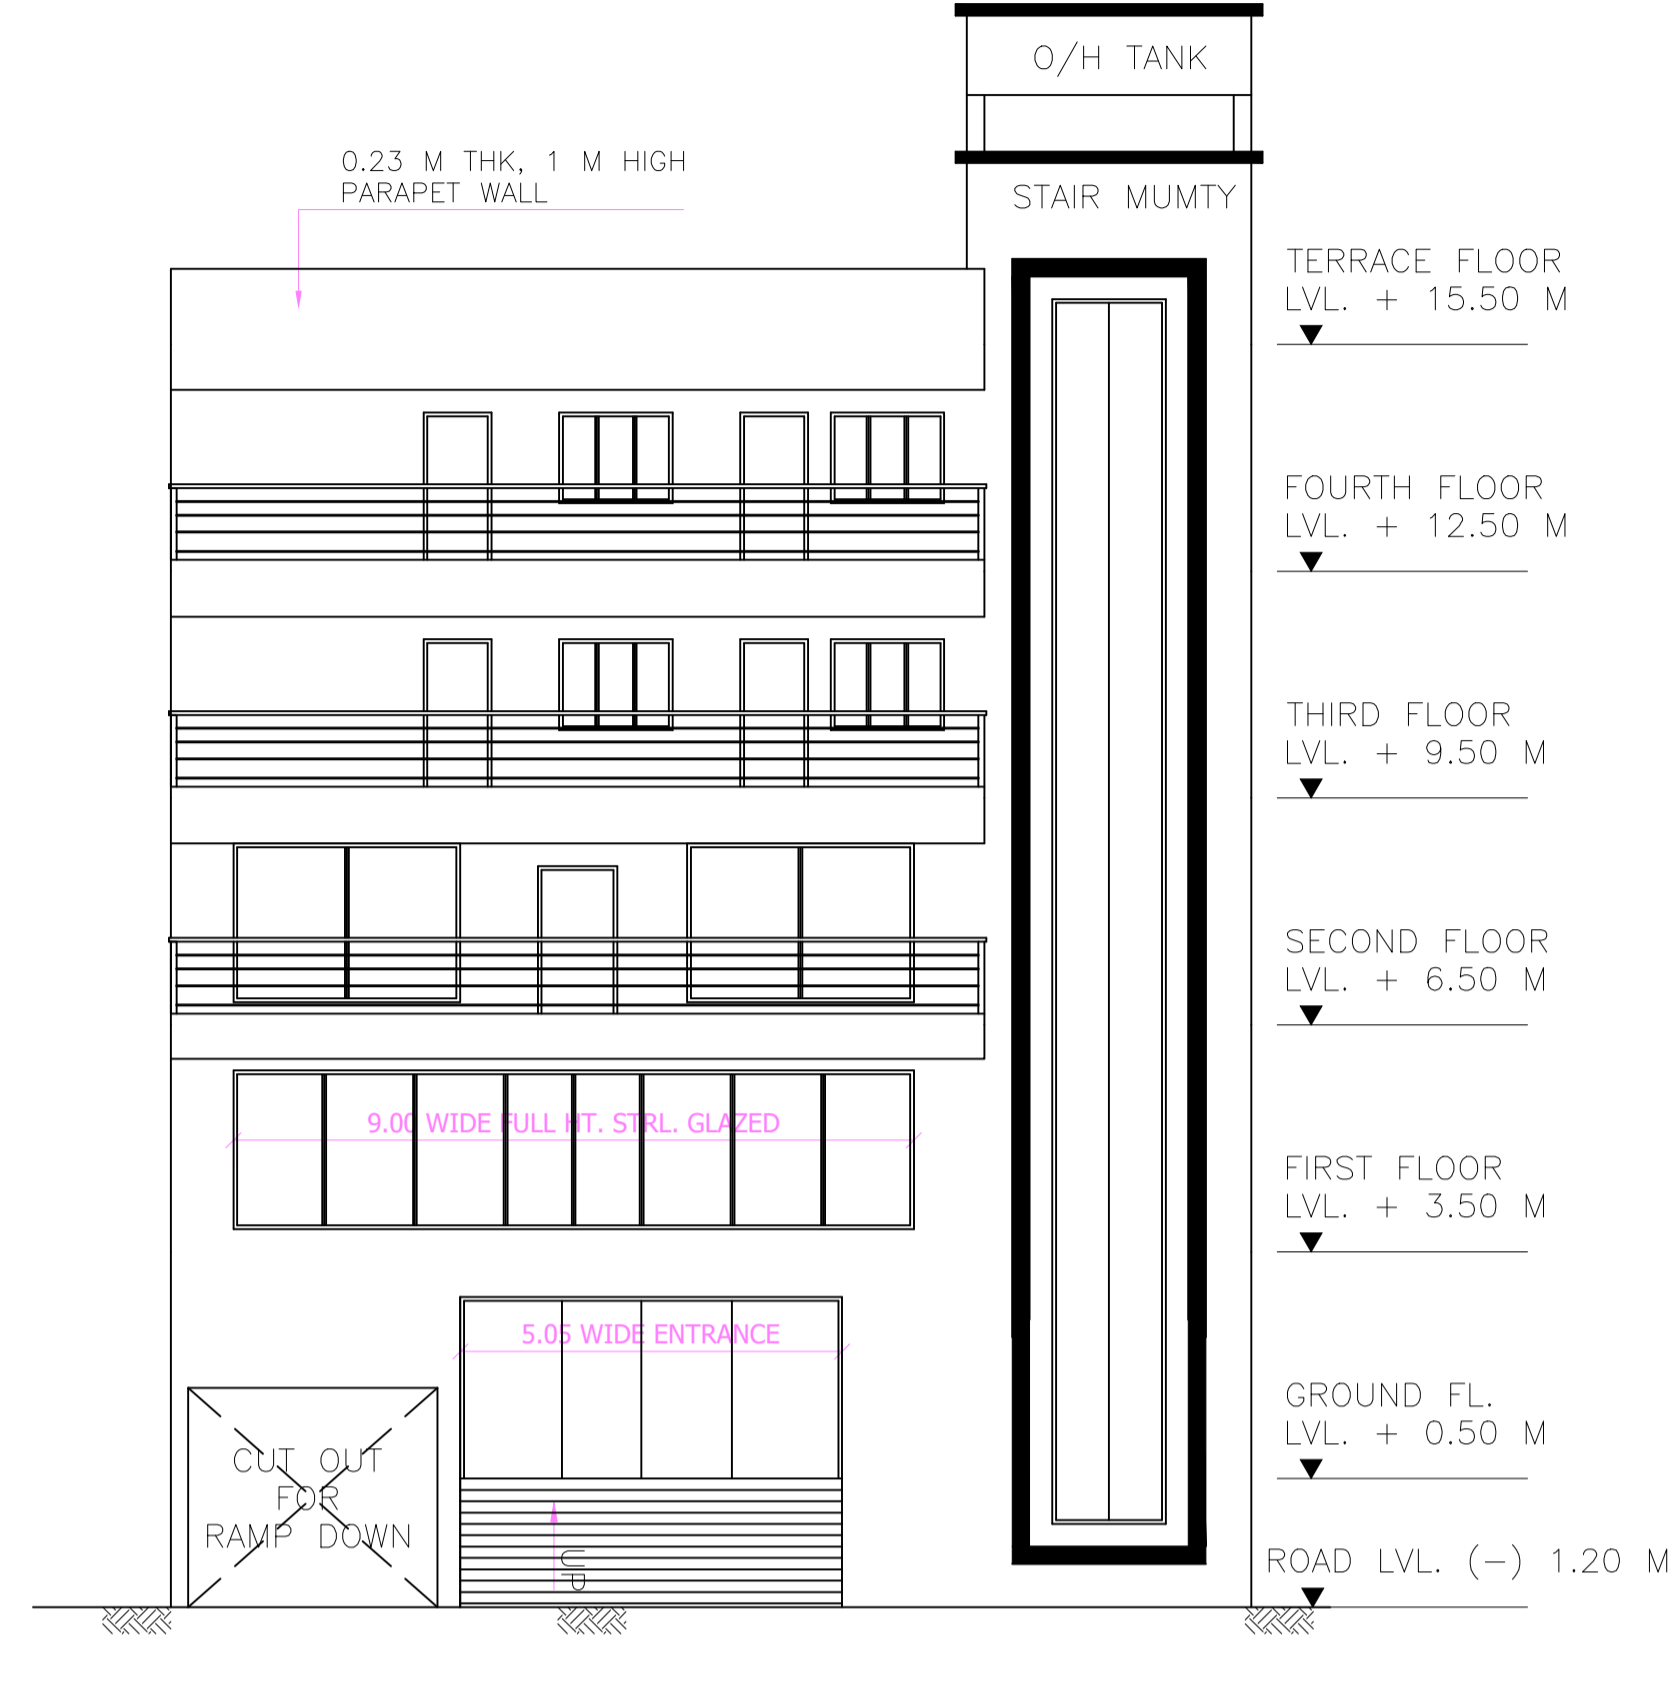 O/H TANK
0.23 M THK, 1 M HIGH
PARAPET WALL
STAIR MUMTY
TERRACE FLOOR
LVL. + 15.50 M
FOURTH FLOOR
LVL. + 12.50 M
THIRD FLOOR
LVL. + 9.50 M
SECOND FLOOR
LVL. + 6.50 M
9.00 WIDE FULL HT. STRL. GLAZED
FIRST FLOOR
LVL. + 3.50 M
5.05 WIDE ENTRANCE
GROUND FL.
LVL. + 0.50 M
CUT OUT
FOR
RAMP DOWN
UP
ROAD LVL. (-) 1.20 M